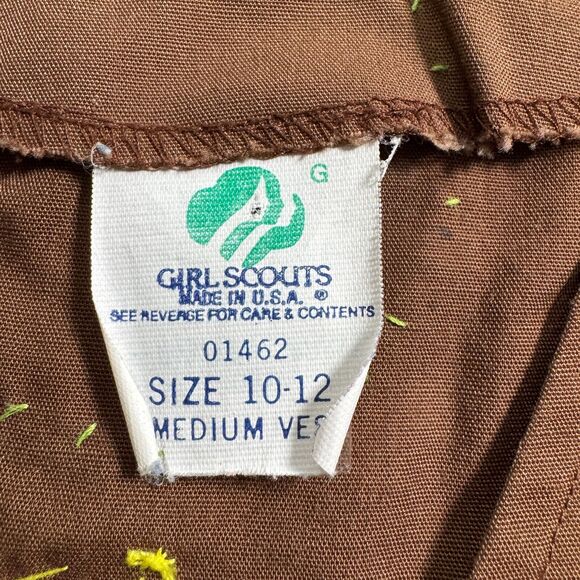 G
GIRL SCOUTS
MADE IN U.S.A. ®
SEE REVERSE FOR CARE & CONTENTS
01462
SIZE 10-12
MEDIUM VES